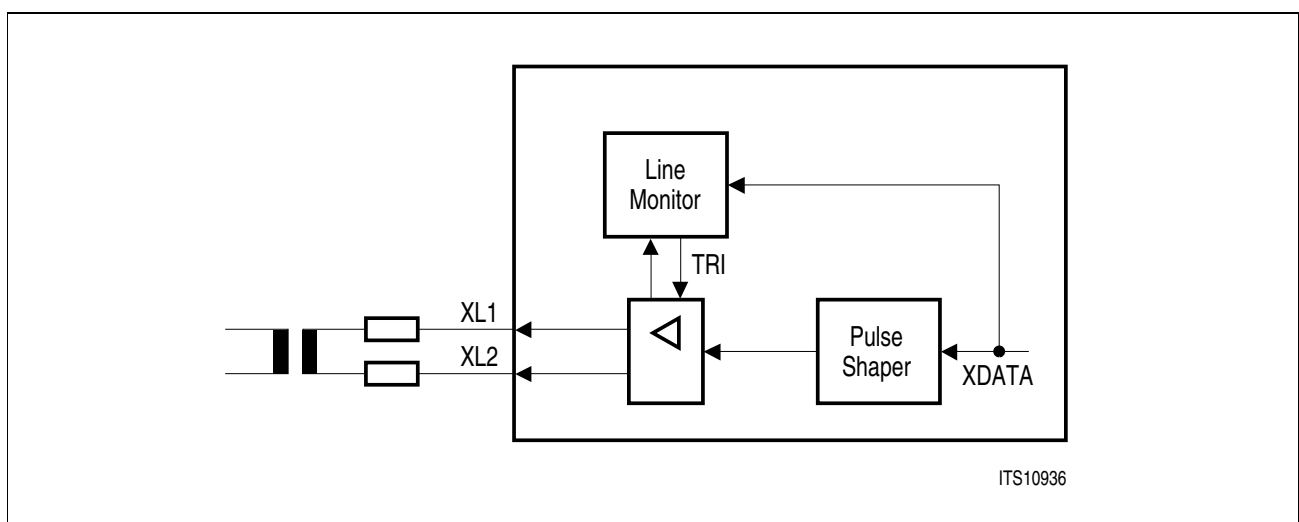 Line
Monitor
TRI
XL1
XL2
Pulse
Shaper
XDATA
ITS10936